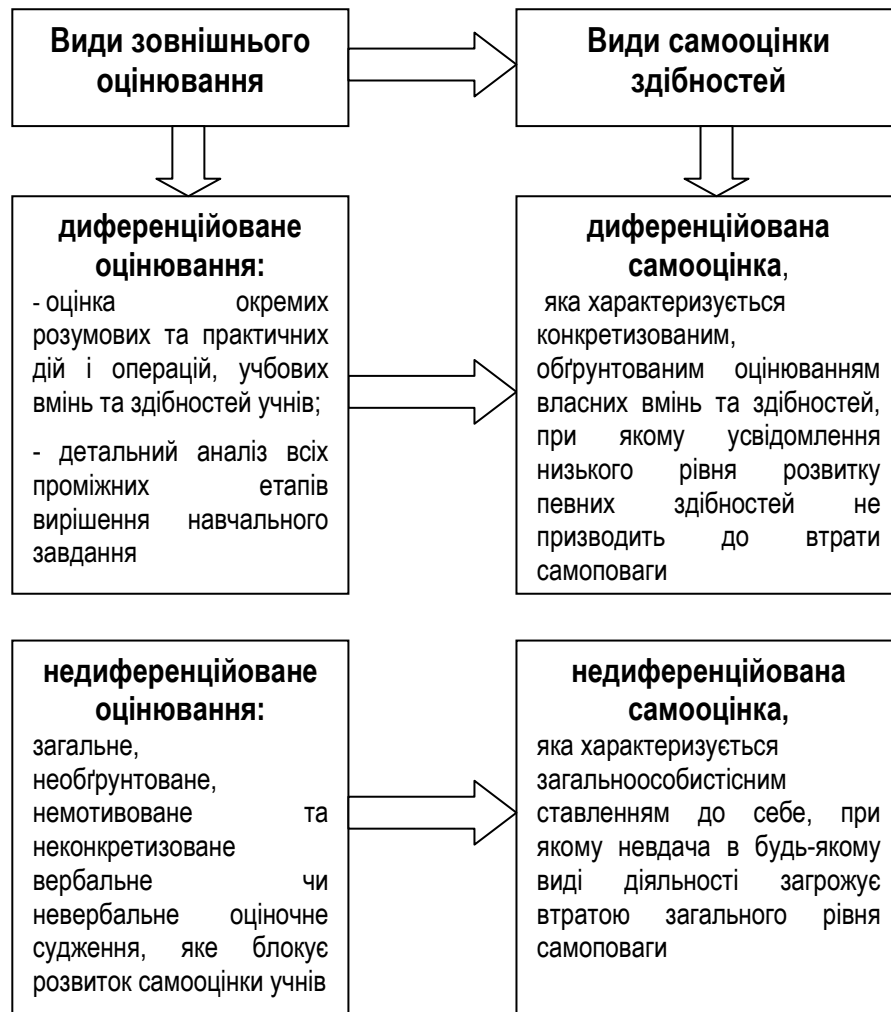 Види зовнішнього
оцінювання
Види самооцінки
здібностей
диференційоване
оцінювання:
- оцінка окремих
розумових та практичних
дій і операцій, учбових
вмінь та здібностей учнів;
- детальний аналіз всіх
проміжних етапів
вирішення навчального
завдання
диференційована
самооцінка,
яка характеризується
конкретизованим,
обґрунтованим оцінюванням
власних вмінь та здібностей,
при якому усвідомлення
низького рівня розвитку
певних здібностей не
призводить до втрати
самоповаги
недиференційоване
оцінювання:
загальне,
необґрунтоване,
немотивоване та
неконкретизоване
вербальне чи
невербальне оціночне
судження, яке блокує
розвиток самооцінки учнів
недиференційована
самооцінка,
яка характеризується
загальноособистісним
ставленням до себе, при
якому невдача в будь-якому
виді діяльності загрожує
втратою загального рівня
самоповаги